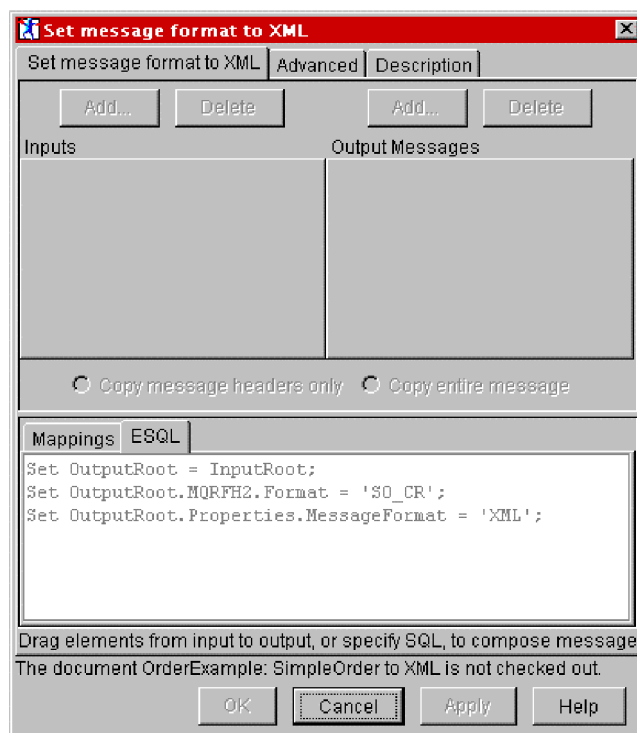 Set message format to XML
Set message format to XML Advanced Description
Add... Delete Add... Delete
Inputs Output Messages
Copy message headers only Copy entire message
Mappings ESQL
Set OutputRoot = InputRoot;
Set OutputRoot.MQRFH2.Format = 'SO_CR';
Set OutputRoot.Properties.MessageFormat = 'XML';
Drag elements from input to output, or specify SQL, to compose message
The document OrderExample: SimpleOrder to XML is not checked out.
OK Cancel Apply Help